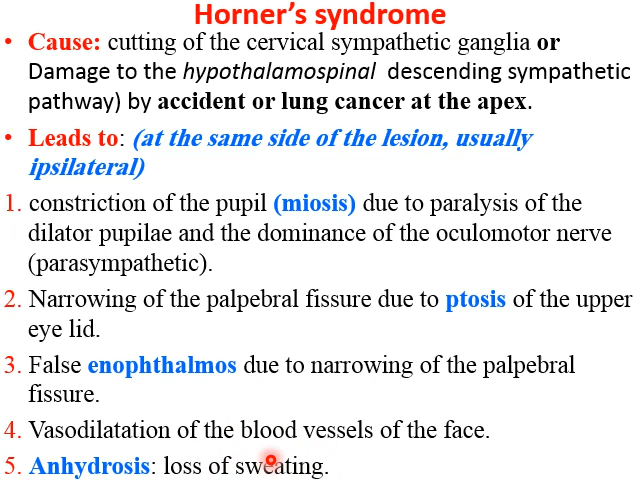 Horner's syndrome
• Cause: cutting of the cervical sympathetic ganglia or
Damage to the hypothalamospinal descending sympathetic
pathway) by accident or lung cancer at the apex.
• Leads to: (at the same side of the lesion, usually
ipsilateral)
1. constriction of the pupil (miosis) due to paralysis of the
dilator pupilae and the dominance of the oculomotor nerve
(parasympathetic).
2. Narrowing of the palpebral fissure due to ptosis of the upper
eye lid.
3. False enophthalmos due to narrowing of the palpebral
fissure.
4. Vasodilatation of the blood vessels of the face.
5. Anhydrosis: loss of sweating.